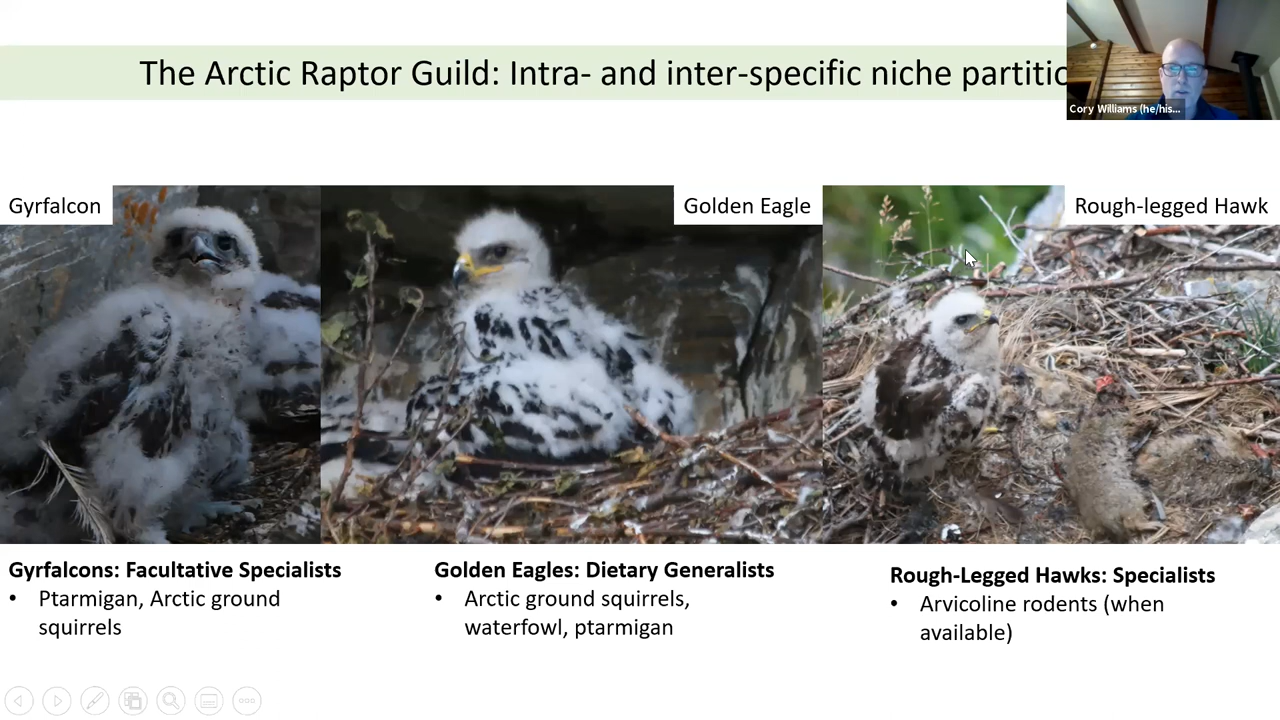 The Arctic Raptor Guild: Intra- and inter-specific niche
Cory Williams (he/his...
Gyrfalcon
Golden Eagle
Rough-legged Hawk
Gyrfalcons: Facultative Specialists
• Ptarmigan, Arctic ground
squirrels
Golden Eagles: Dietary Generalists
• Arctic ground squirrels,
waterfowl, ptarmigan
Rough-Legged Hawks: Specialists
• Arvicoline rodents (when
available)